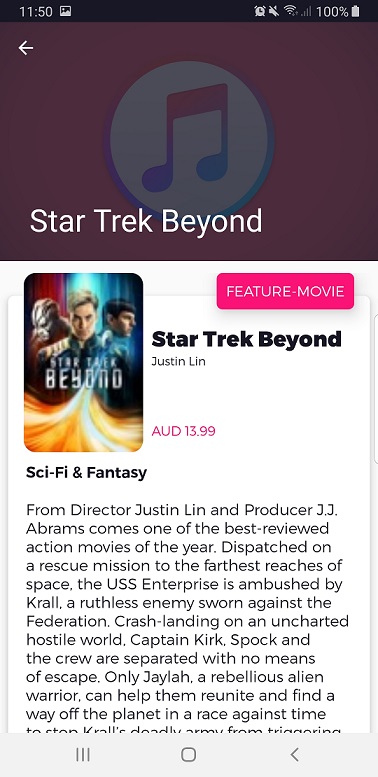 11:50
100%
Star Trek Beyond
FEATURE-MOVIE
STAR TREK
BEYOND
Star Trek Beyond
Justin Lin
AUD 13.99
Sci-Fi & Fantasy
From Director Justin Lin and Producer J.J.
Abrams comes one of the best-reviewed
action movies of the year. Dispatched on
a rescue mission to the farthest reaches of
space, the USS Enterprise is ambushed by
Krall, a ruthless enemy sworn against the
Federation. Crash-landing on an uncharted
hostile world, Captain Kirk, Spock and
the crew are separated with no means
of escape. Only Jaylah, a rebellious alien
warrior, can help them reunite and find a
way off the planet in a race against time
to stop Krall's deadly army from triggering